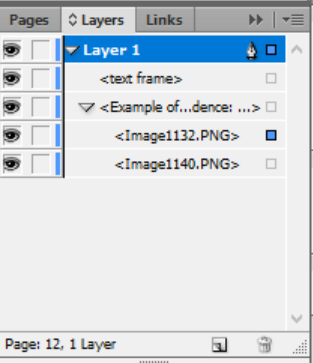 Pages Layers Links
Layer 1
<text frame>
<Example of...dence: ...>
<Image1132.PNG>
<Image1140.PNG>
Page: 12, 1 Layer